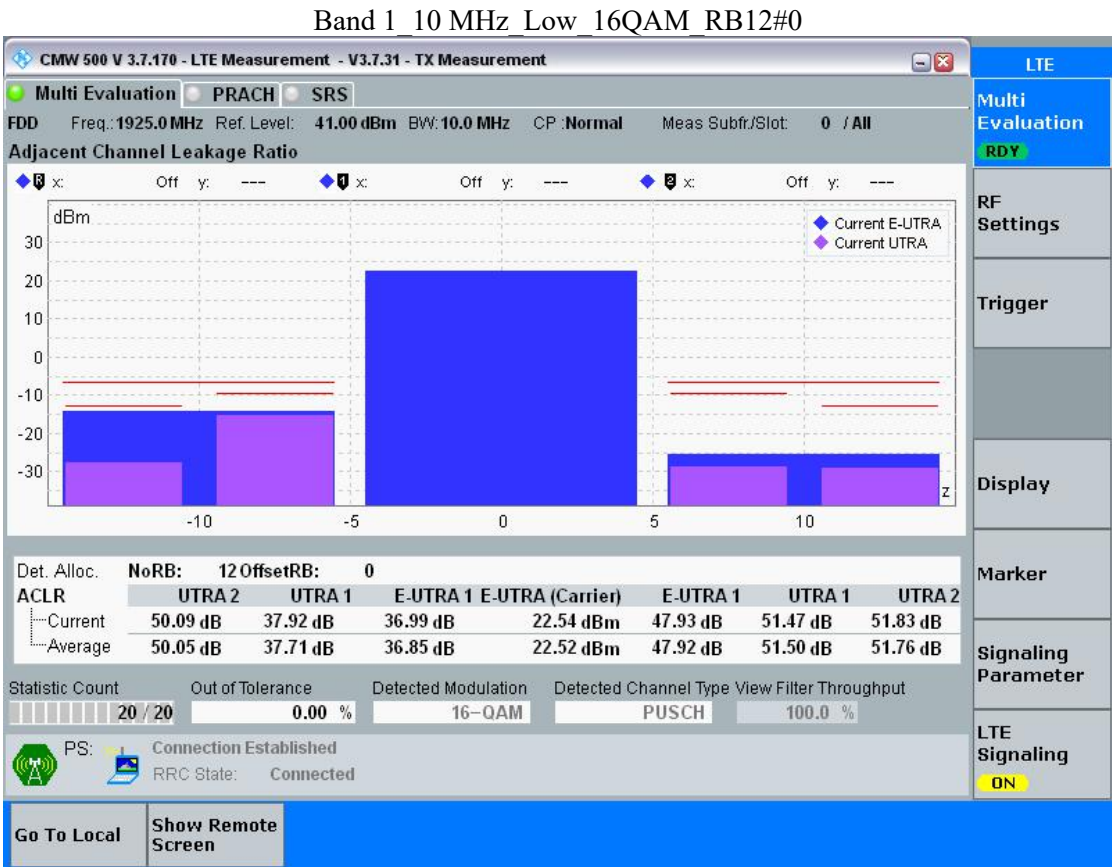 Band 1_10 MHz_Low_16QAM_RB12#0
CMW 500 V 3.7.170 - LTE Measurement - V3.7.31 - TX Measurement
LTE
Multi Evaluation PRACH SRS
Multi Evaluation
RDY
FDD Freq.: 1925.0 MHz Ref. Level: 41.00 dBm BW: 10.0 MHz CP : Normal Meas Subfr./Slot: 0 / All
Adjacent Channel Leakage Ratio
R x: Off y: --- 1 x: Off y: --- 2 x: Off y: ---
RF Settings
dBm
Current E-UTRA
Current UTRA
30
20
10
0
-10
-20
-30
z
-10 -5 0 5 10
Trigger
Display
Det. Alloc. NoRB: 12 OffsetRB: 0
ACLR UTRA 2 UTRA 1 E-UTRA 1 E-UTRA (Carrier) E-UTRA 1 UTRA 1 UTRA 2
Current 50.09 dB 37.92 dB 36.99 dB 22.54 dBm 47.93 dB 51.47 dB 51.83 dB
Average 50.05 dB 37.71 dB 36.85 dB 22.52 dBm 47.92 dB 51.50 dB 51.76 dB
Marker
Statistic Count Out of Tolerance Detected Modulation Detected Channel Type View Filter Throughput
20 / 20 0.00 % 16-QAM PUSCH 100.0 %
Signaling Parameter
PS: Connection Established
RRC State: Connected
LTE Signaling
ON
Go To Local
Show Remote Screen